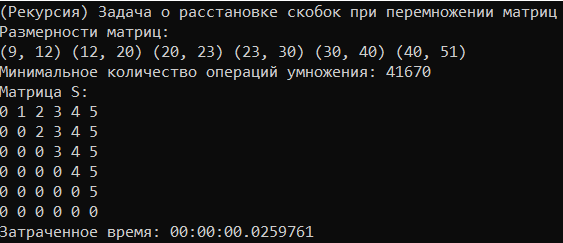 (Рекурсия) Задача о расстановке скобок при перемножении матриц
Размерности матриц:
(9, 12) (12, 20) (20, 23) (23, 30) (30, 40) (40, 51)
Минимальное количество операций умножения: 41670
Матрица S:
0 1 2 3 4 5
0 0 2 3 4 5
0 0 0 3 4 5
0 0 0 0 4 5
0 0 0 0 0 5
0 0 0 0 0 0
Затраченное время: 00:00:00.0259761